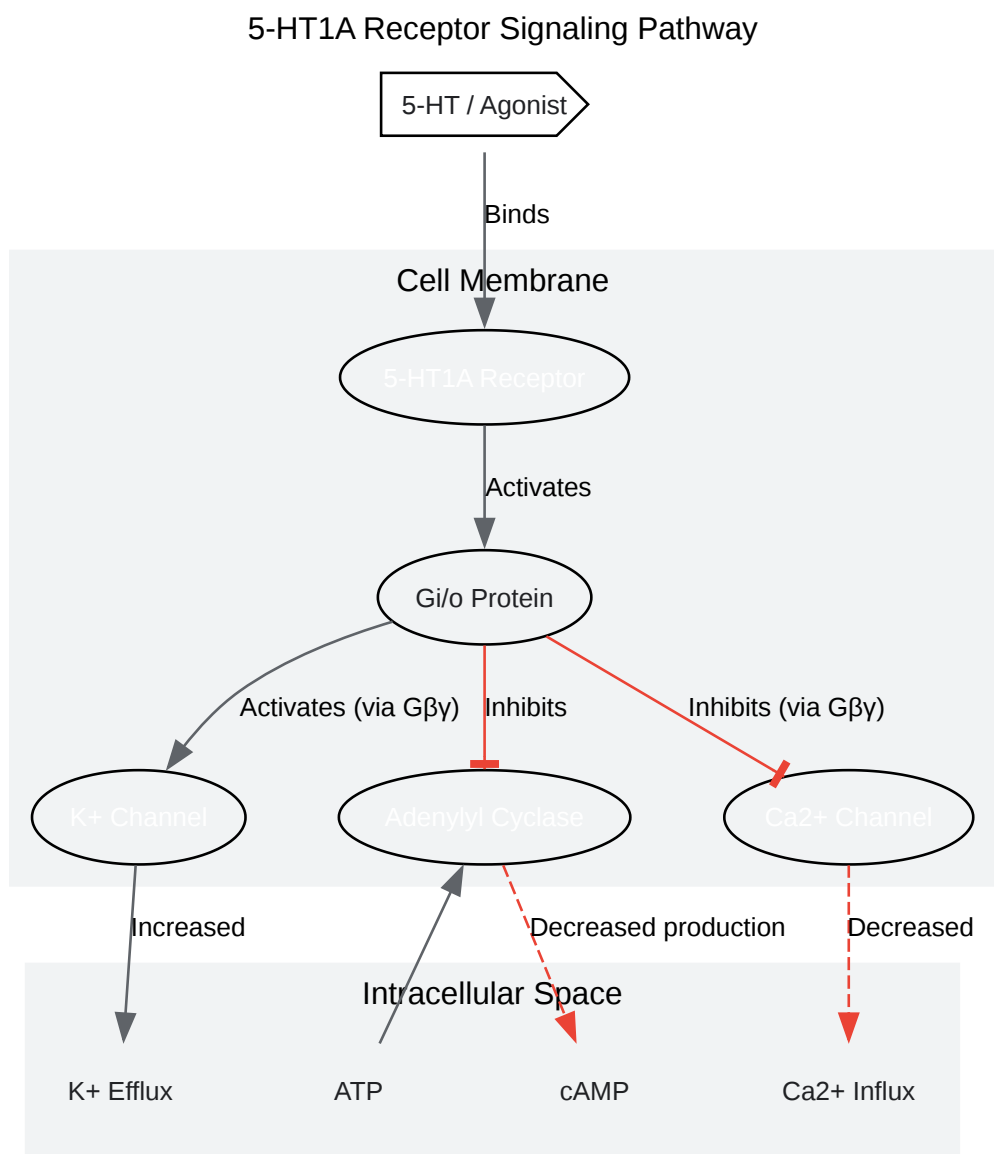 5-HT1A Receptor Signaling Pathway
5-HT / Agonist
Binds
Cell Membrane
5-HT1A Receptor
Activates
Gi/o Protein
Activates (via Gβγ)
Inhibits
Inhibits (via Gβγ)
K+ Channel
Adenylyl Cyclase
Ca2+ Channel
Increased
Decreased production
Decreased
Intracellular Space
K+ Efflux
ATP
cAMP
Ca2+ Influx